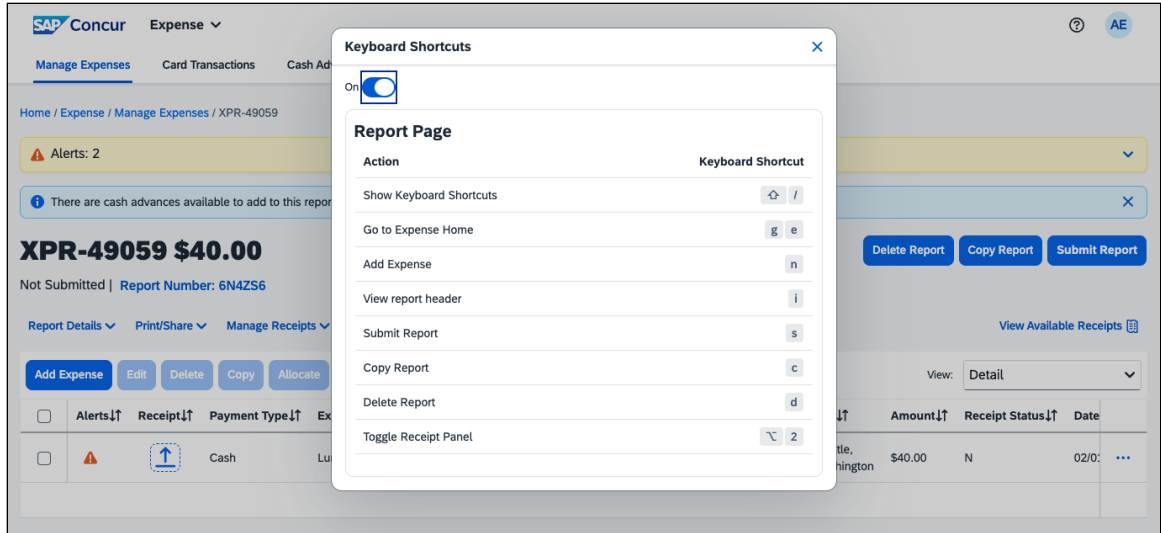 SAP Concur Expense AE
Keyboard Shortcuts
Manage Expenses Card Transactions Cash Ad
On
Home / Expense / Manage Expenses / XPR-49059
Report Page
Alerts: 2
Action Keyboard Shortcut
Show Keyboard Shortcuts ⇧ /
There are cash advances available to add to this repor
Go to Expense Home g e
XPR-49059 $40.00
Delete Report Copy Report Submit Report
Add Expense n
Not Submitted | Report Number: 6N4ZS6
View report header i
Report Details Print/Share Manage Receipts
View Available Receipts
Submit Report s
Copy Report c
Add Expense Edit Delete Copy Allocate
View: Detail
Delete Report d
Alerts Receipt Payment Type Ex
Amount Receipt Status Date
Toggle Receipt Panel ⌥ 2
Cash Lu
tle,
hington
$40.00 N 02/01